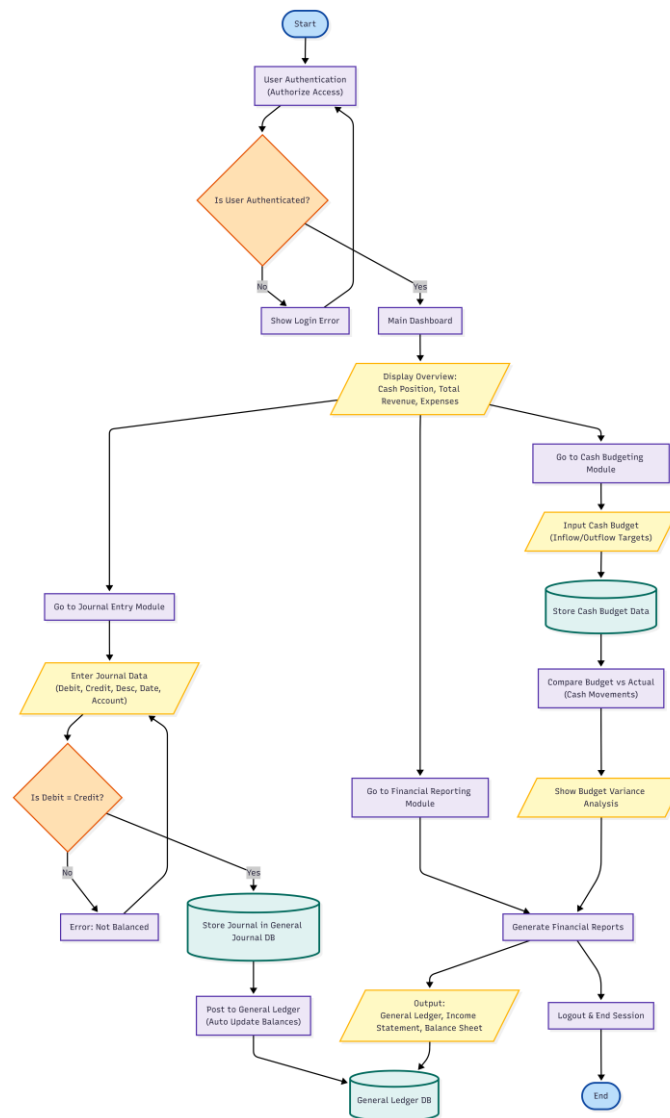 Start
User Authentication
(Authorize Access)
Is User Authenticated?
No
Yes
Show Login Error
Main Dashboard
Display Overview:
Cash Position, Total
Revenue, Expenses
Go to Cash Budgeting
Module
Input Cash Budget
(Inflow/Outflow Targets)
Store Cash Budget Data
Go to Journal Entry Module
Enter Journal Data
(Debit, Credit, Desc, Date,
Account)
Compare Budget vs Actual
(Cash Movements)
Is Debit = Credit?
Go to Financial Reporting
Module
Show Budget Variance
Analysis
No
Yes
Error: Not Balanced
Store Journal in General
Journal DB
Generate Financial Reports
Post to General Ledger
(Auto Update Balances)
Output:
General Ledger, Income
Statement, Balance Sheet
Logout & End Session
General Ledger DB
End